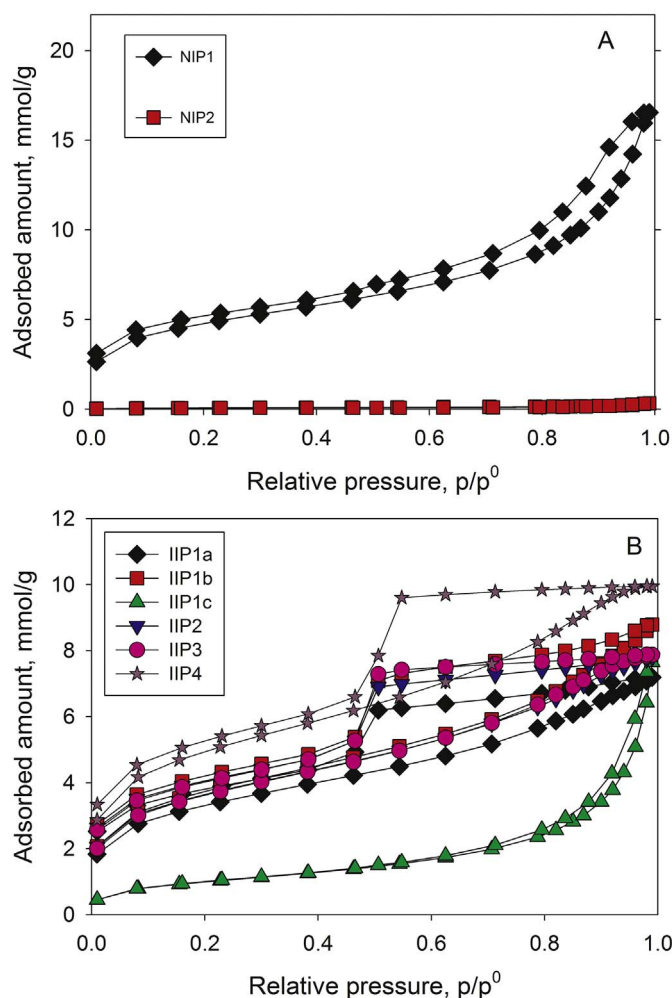 A
NIP1
NIP2
Adsorbed amount, mmol/g
20
15
10
5
0
0.0 0.2 0.4 0.6 0.8 1.0
Relative pressure, p/p⁰
B
IIP1a
IIP1b
IIP1c
IIP2
IIP3
IIP4
Adsorbed amount, mmol/g
12
10
8
6
4
2
0
0.0 0.2 0.4 0.6 0.8 1.0
Relative pressure, p/p⁰